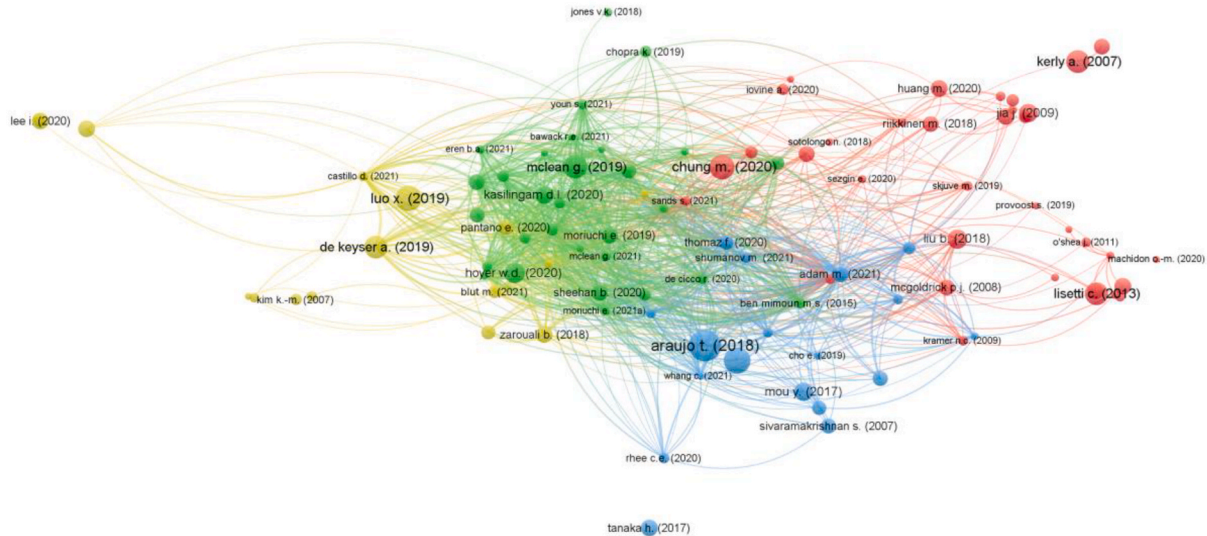 jones v.k. (2018)
chopra k. (2019)
kerly a. (2007)
iovine a. (2020)
huang m. (2020)
youn s. (2021)
jia j. (2009)
lee i. (2020)
riikkinen m. (2018)
bawack r.e. (2021)
sotolongo n. (2018)
eren b.a. (2021)
mclean g. (2019)
chung m. (2020)
castillo d. (2021)
sezgin e. (2020)
skjuve m. (2019)
luo x. (2019)
kasilingam d.l. (2020)
sands s. (2021)
provoost s. (2019)
pantano e. (2020)
moriuchi e. (2019)
thomaz f. (2020)
liu b. (2018)
o'shea j. (2011)
de keyser a. (2019)
mclean g. (2021)
shumanov m. (2021)
machidon o.-m. (2020)
hoyer w.d. (2020)
de cicco r. (2020)
adam m. (2021)
mcgoldrick p.j. (2008)
lisetti c. (2013)
kim k.-m. (2007)
blut m. (2021)
sheehan b. (2020)
ben mimoun m.s. (2015)
moriuchi e. (2021a)
zarouali b. (2018)
araujo t. (2018)
kramer n.c. (2009)
cho e. (2019)
whang c. (2021)
mou y. (2017)
sivaramakrishnan s. (2007)
rhee c.e. (2020)
tanaka h. (2017)